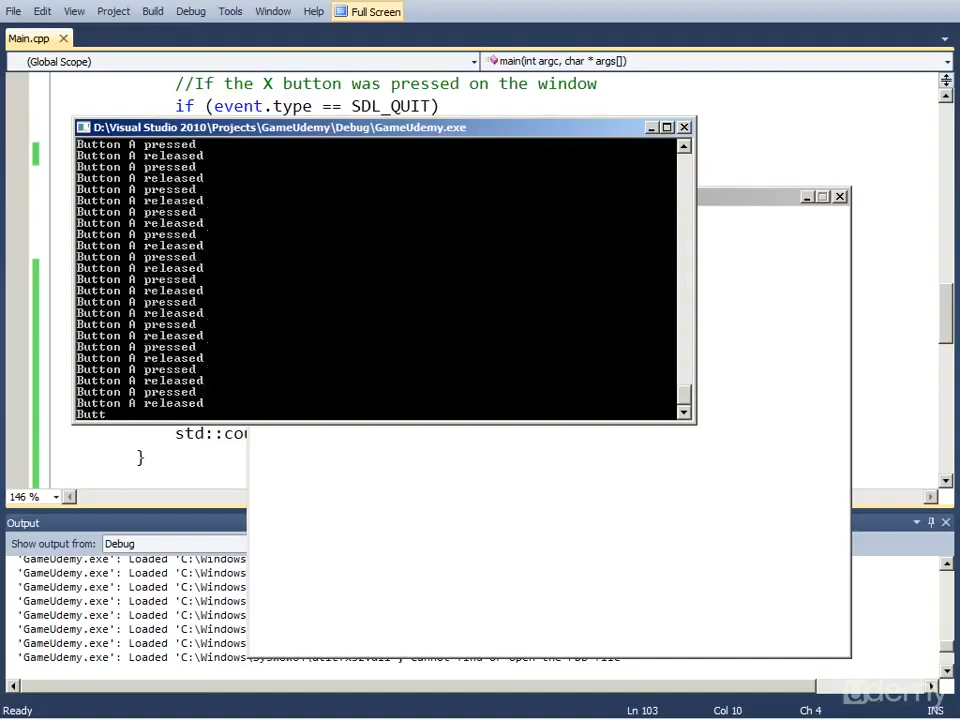 File Edit View Project Build Debug Tools Window Help Full Screen
Main.cpp
(Global Scope) main(int argc, char * args[])
//If the X button was pressed on the window
if (event.type == SDL_QUIT)
D:\Visual Studio 2010\Projects\GameUdemy\Debug\GameUdemy.exe
Button A pressed
Button A released
Button A pressed
Button A released
Button A pressed
Button A released
Button A pressed
Button A released
Button A pressed
Button A released
Button A pressed
Button A released
Button A pressed
Button A released
Button A pressed
Button A released
Button A pressed
Button A released
Button A pressed
Button A released
Button A pressed
Button A released
Button A pressed
Button A released
Butt
std::cou
}
146 %
Output
Show output from: Debug
'GameUdemy.exe': Loaded 'C:\Windows
'GameUdemy.exe': Loaded 'C:\Windows
'GameUdemy.exe': Loaded 'C:\Windows
'GameUdemy.exe': Loaded 'C:\Windows
'GameUdemy.exe': Loaded 'C:\Windows
'GameUdemy.exe': Loaded 'C:\Windows
'GameUdemy.exe': Loaded 'C:\Windows
'GameUdemy.exe': Loaded 'C:\Windows
udemy
Ready Ln 103 Col 10 Ch 4 INS